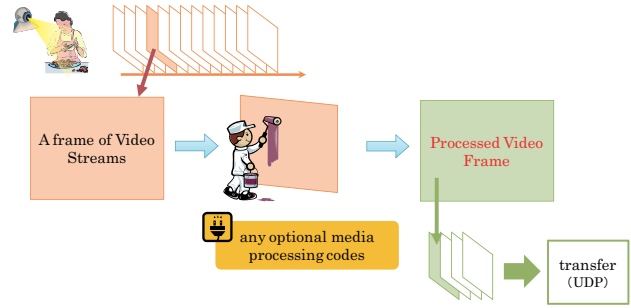 A frame of Video
Streams
Processed Video
Frame
any optional media
processing codes
transfer
（UDP）